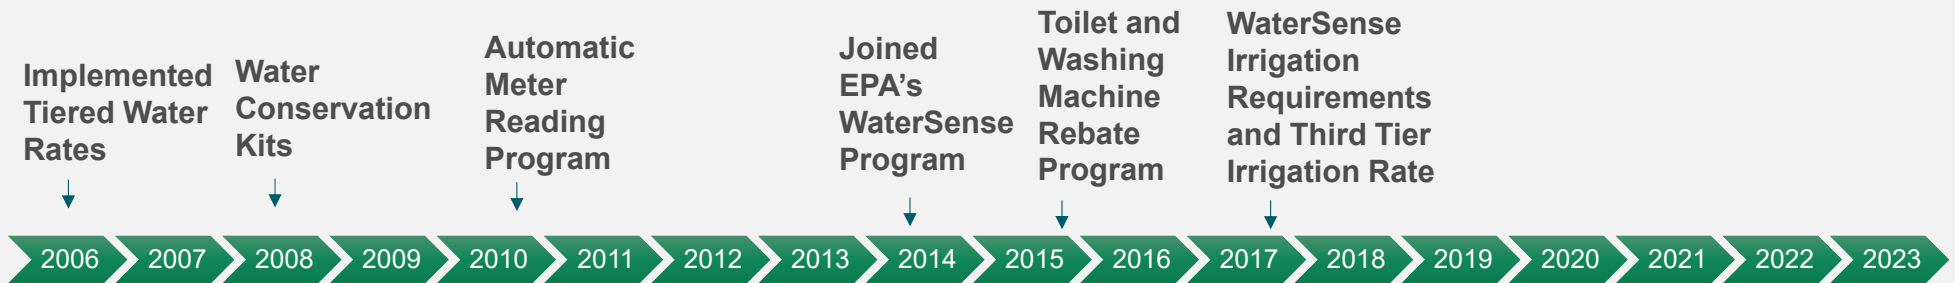 Implemented
Tiered Water
Rates
Water
Conservation
Kits
Automatic
Meter
Reading
Program
Joined
EPA’s
WaterSense
Program
Toilet and
Washing
Machine
Rebate
Program
WaterSense
Irrigation
Requirements
and Third Tier
Irrigation Rate
2006 2007 2008 2009 2010 2011 2012 2013 2014 2015 2016 2017 2018 2019 2020 2021 2022 2023